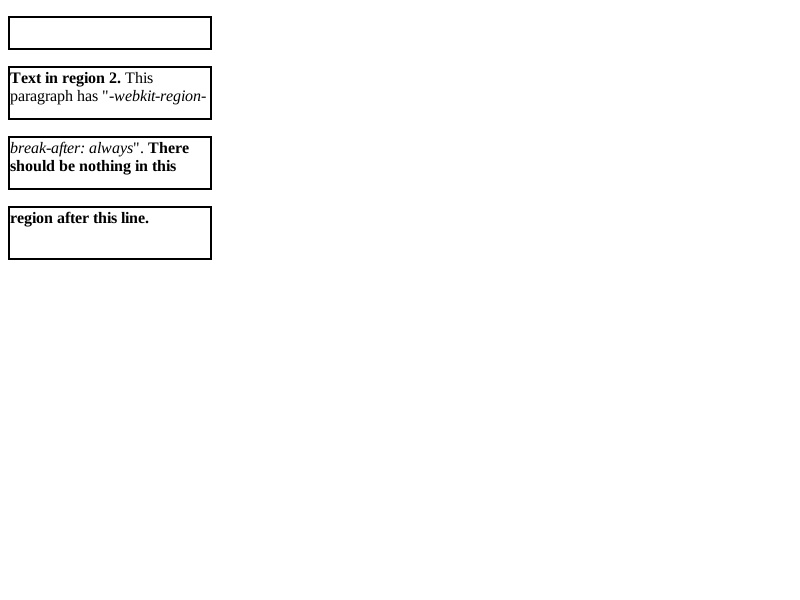 Text in region 2. This
paragraph has "-webkit-region-
break-after: always". There
should be nothing in this
region after this line.